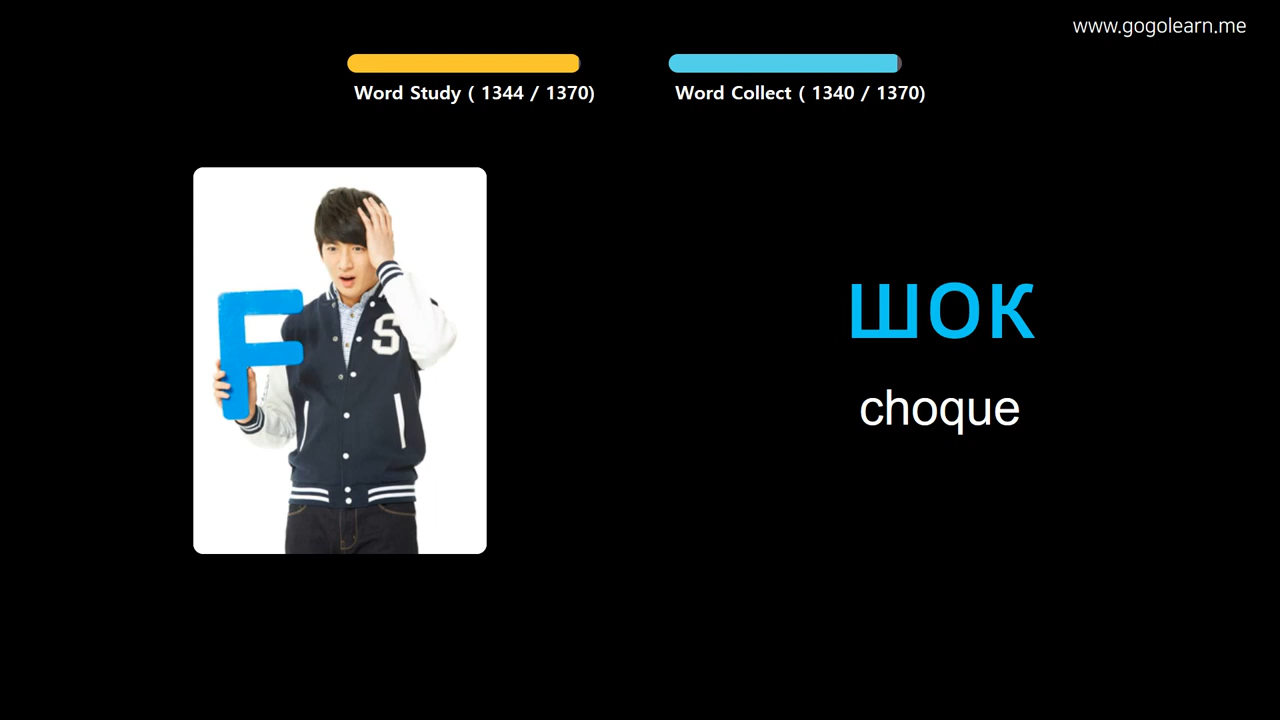 www.gogolearn.me
Word Study ( 1344 / 1370)
Word Collect ( 1340 / 1370)
F
S
шок
choque